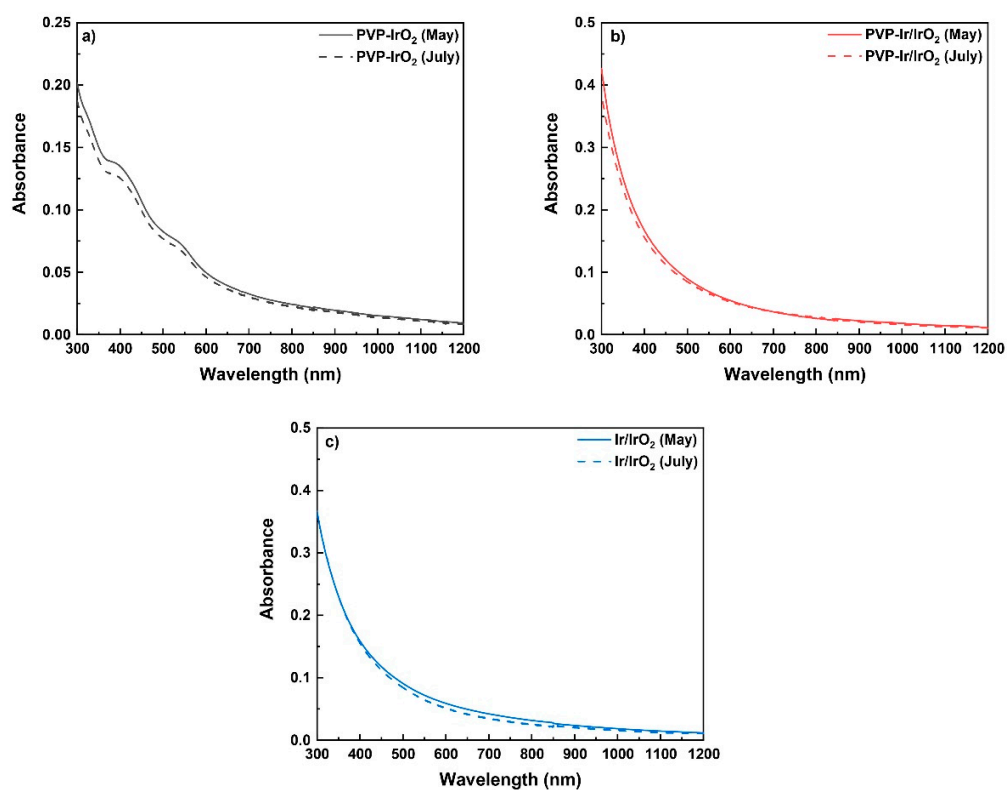 a)
PVP-IrO₂ (May)
PVP-IrO₂ (July)
0.25
0.20
0.15
0.10
0.05
0.00
Absorbance
300 400 500 600 700 800 900 1000 1100 1200
Wavelength (nm)
b)
PVP-Ir/IrO₂ (May)
PVP-Ir/IrO₂ (July)
0.5
0.4
0.3
0.2
0.1
0.0
Absorbance
300 400 500 600 700 800 900 1000 1100 1200
Wavelength (nm)
c)
Ir/IrO₂ (May)
Ir/IrO₂ (July)
0.5
0.4
0.3
0.2
0.1
0.0
Absorbance
300 400 500 600 700 800 900 1000 1100 1200
Wavelength (nm)